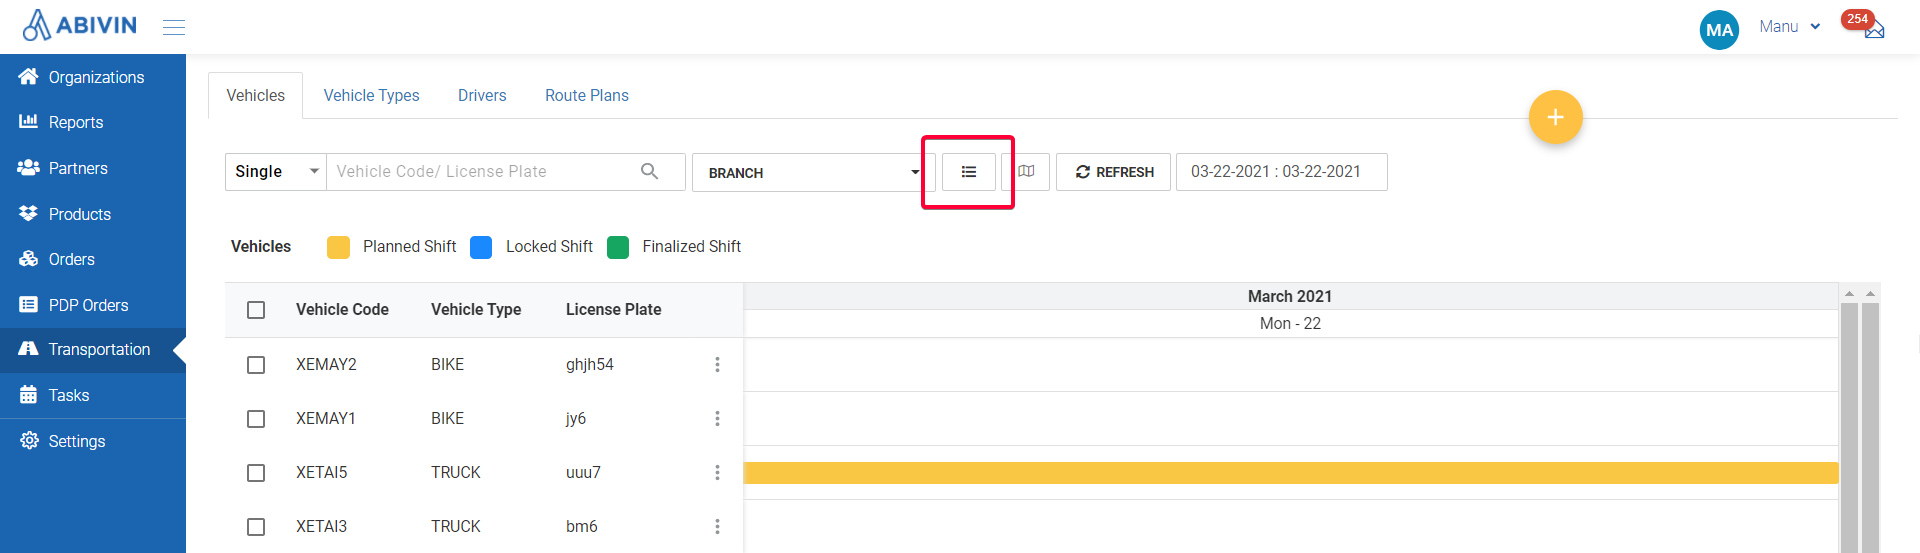 ABIVIN
MA
Manu
254
Organizations
Reports
Partners
Products
Orders
PDP Orders
Transportation
Tasks
Settings
Vehicles
Vehicle Types
Drivers
Route Plans
+
Single
Vehicle Code/ License Plate
BRANCH
REFRESH
03-22-2021 : 03-22-2021
Vehicles
Planned Shift
Locked Shift
Finalized Shift
Vehicle Code
Vehicle Type
License Plate
March 2021
Mon - 22
XEMAY2 BIKE ghjh54
XEMAY1 BIKE jy6
XETAI5 TRUCK uuu7
XETAI3 TRUCK bm6